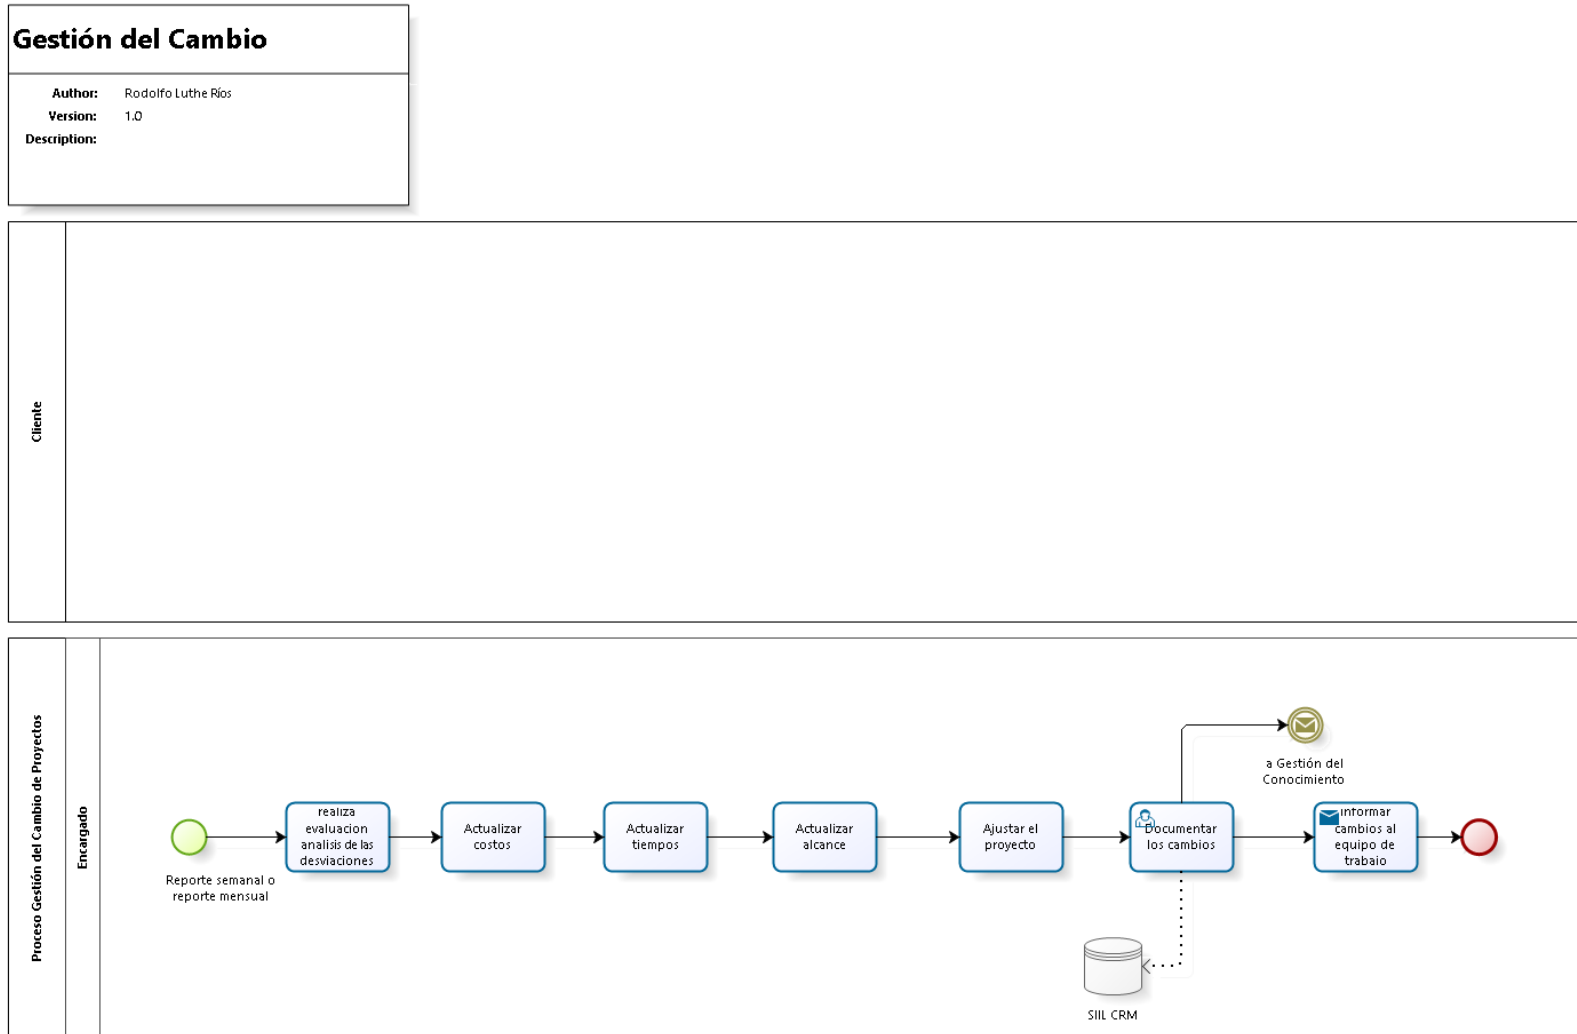 Gestión del Cambio
Author: Rodolfo Luthe Ríos
Version: 1.0
Description:
Cliente
Proceso Gestión del Cambio de Proyectos
Encargado
Reporte semanal o
reporte mensual
realiza
evaluacion
analisis de las
desviaciones
Actualizar
costos
Actualizar
tiempos
Actualizar
alcance
Ajustar el
proyecto
Documentar
los cambios
a Gestión del
Conocimiento
Informar
cambios al
equipo de
trabajo
SIIL CRM